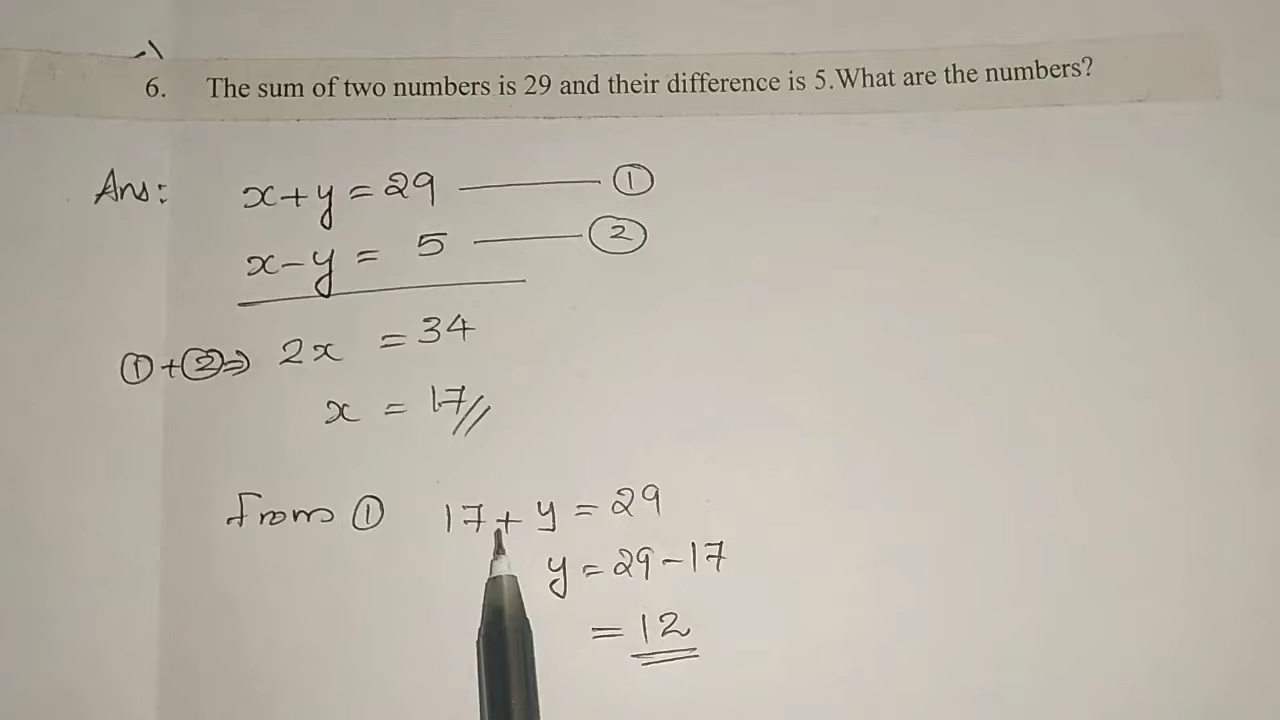 6. The sum of two numbers is 29 and their difference is 5.What are the numbers?
Ans: x+y=29 ——— ①
x-y = 5 ——— ②
①+②⇒ 2x = 34
x = 17//
From ① 17+y=29
y=29-17
=12